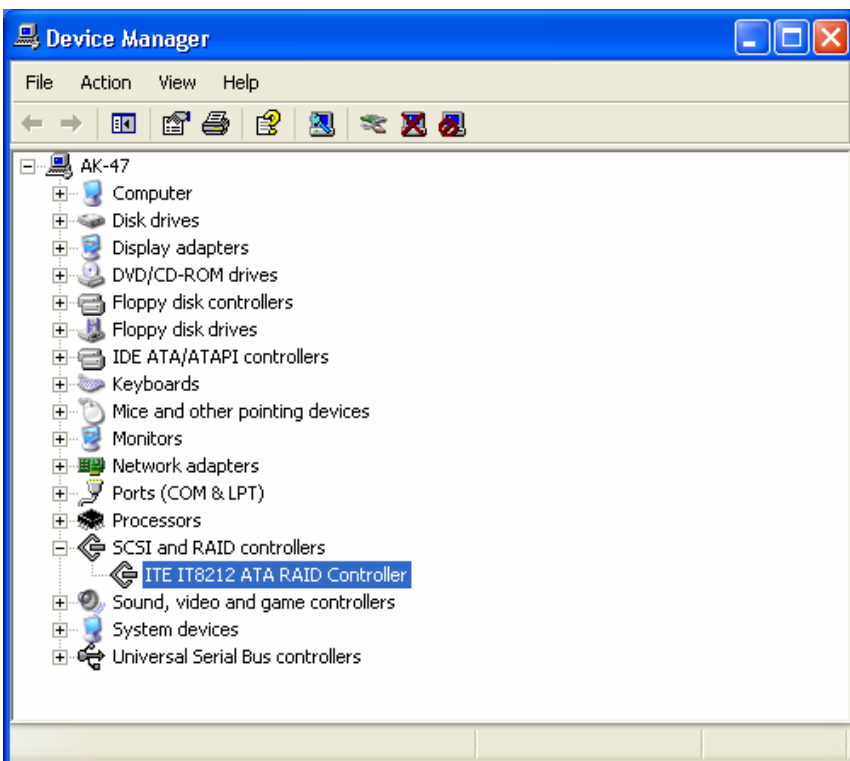 Device Manager
File Action View Help
AK-47
Computer
Disk drives
Display adapters
DVD/CD-ROM drives
Floppy disk controllers
Floppy disk drives
IDE ATA/ATAPI controllers
Keyboards
Mice and other pointing devices
Monitors
Network adapters
Ports (COM & LPT)
Processors
SCSI and RAID controllers
ITE IT8212 ATA RAID Controller
Sound, video and game controllers
System devices
Universal Serial Bus controllers